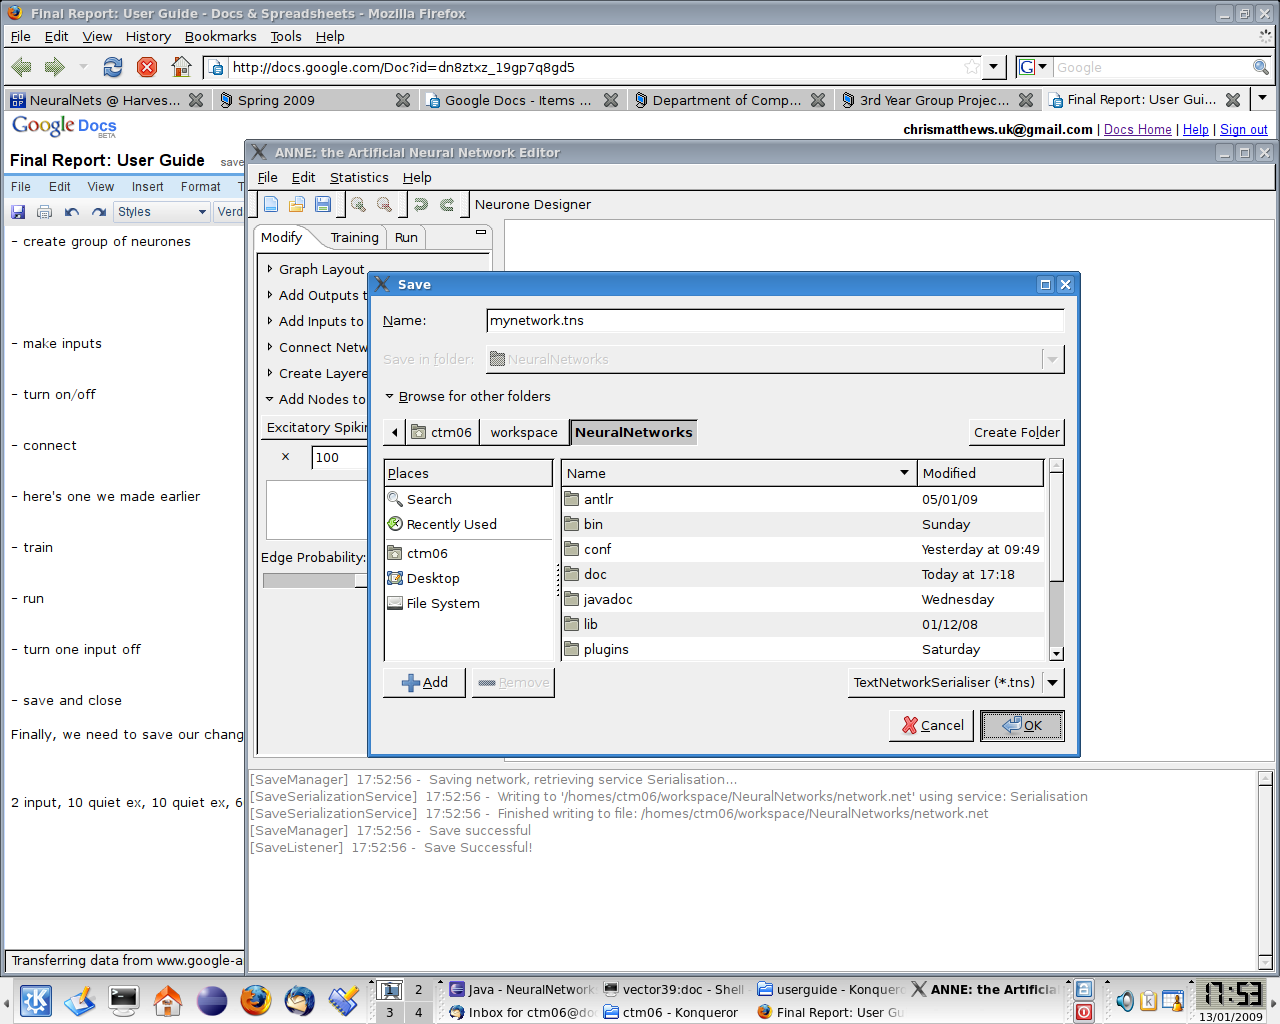 Final Report: User Guide - Docs & Spreadsheets - Mozilla Firefox
File Edit View History Bookmarks Tools Help
http://docs.google.com/Doc?id=dn8ztxz_19gp7q8gd5
G Google
NeuralNets @ Harves... Spring 2009 Google Docs - Items ... Department of Comp... 3rd Year Group Projec... Final Report: User Gui...
Google Docs
BETA
chrismatthews.uk@gmail.com | Docs Home | Help | Sign out
Final Report: User Guide save
File Edit View Insert Format T
Styles Verd
- create group of neurones
- make inputs
- turn on/off
- connect
- here's one we made earlier
- train
- run
- turn one input off
- save and close
Finally, we need to save our chang
2 input, 10 quiet ex, 10 quiet ex, 6
Transferring data from www.google-a
ANNE: the Artificial Neural Network Editor
File Edit Statistics Help
Neurone Designer
Modify Training Run
Graph Layout
Add Outputs t
Add Inputs to
Connect Netw
Create Layere
Add Nodes to
Excitatory Spikin
× 100
Edge Probability:
Save
Name: mynetwork.tns
Save in folder: NeuralNetworks
Browse for other folders
ctm06 workspace NeuralNetworks Create Folder
Places
Search
Recently Used
ctm06
Desktop
File System
Name Modified
antlr 05/01/09
bin Sunday
conf Yesterday at 09:49
doc Today at 17:18
javadoc Wednesday
lib 01/12/08
plugins Saturday
Add Remove TextNetworkSerialiser (*.tns)
Cancel OK
[SaveManager] 17:52:56 - Saving network, retrieving service Serialisation...
[SaveSerializationService] 17:52:56 - Writing to '/homes/ctm06/workspace/NeuralNetworks/network.net' using service: Serialisation
[SaveSerializationService] 17:52:56 - Finished writing to file: /homes/ctm06/workspace/NeuralNetworks/network.net
[SaveManager] 17:52:56 - Save successful
[SaveListener] 17:52:56 - Save Successful!
1 2 Java - NeuralNetworks vector39:doc - Shell userguide - Konquero ANNE: the Artificial
3 4 Inbox for ctm06@doc ctm06 - Konqueror Final Report: User Gu
17:53
13/01/2009